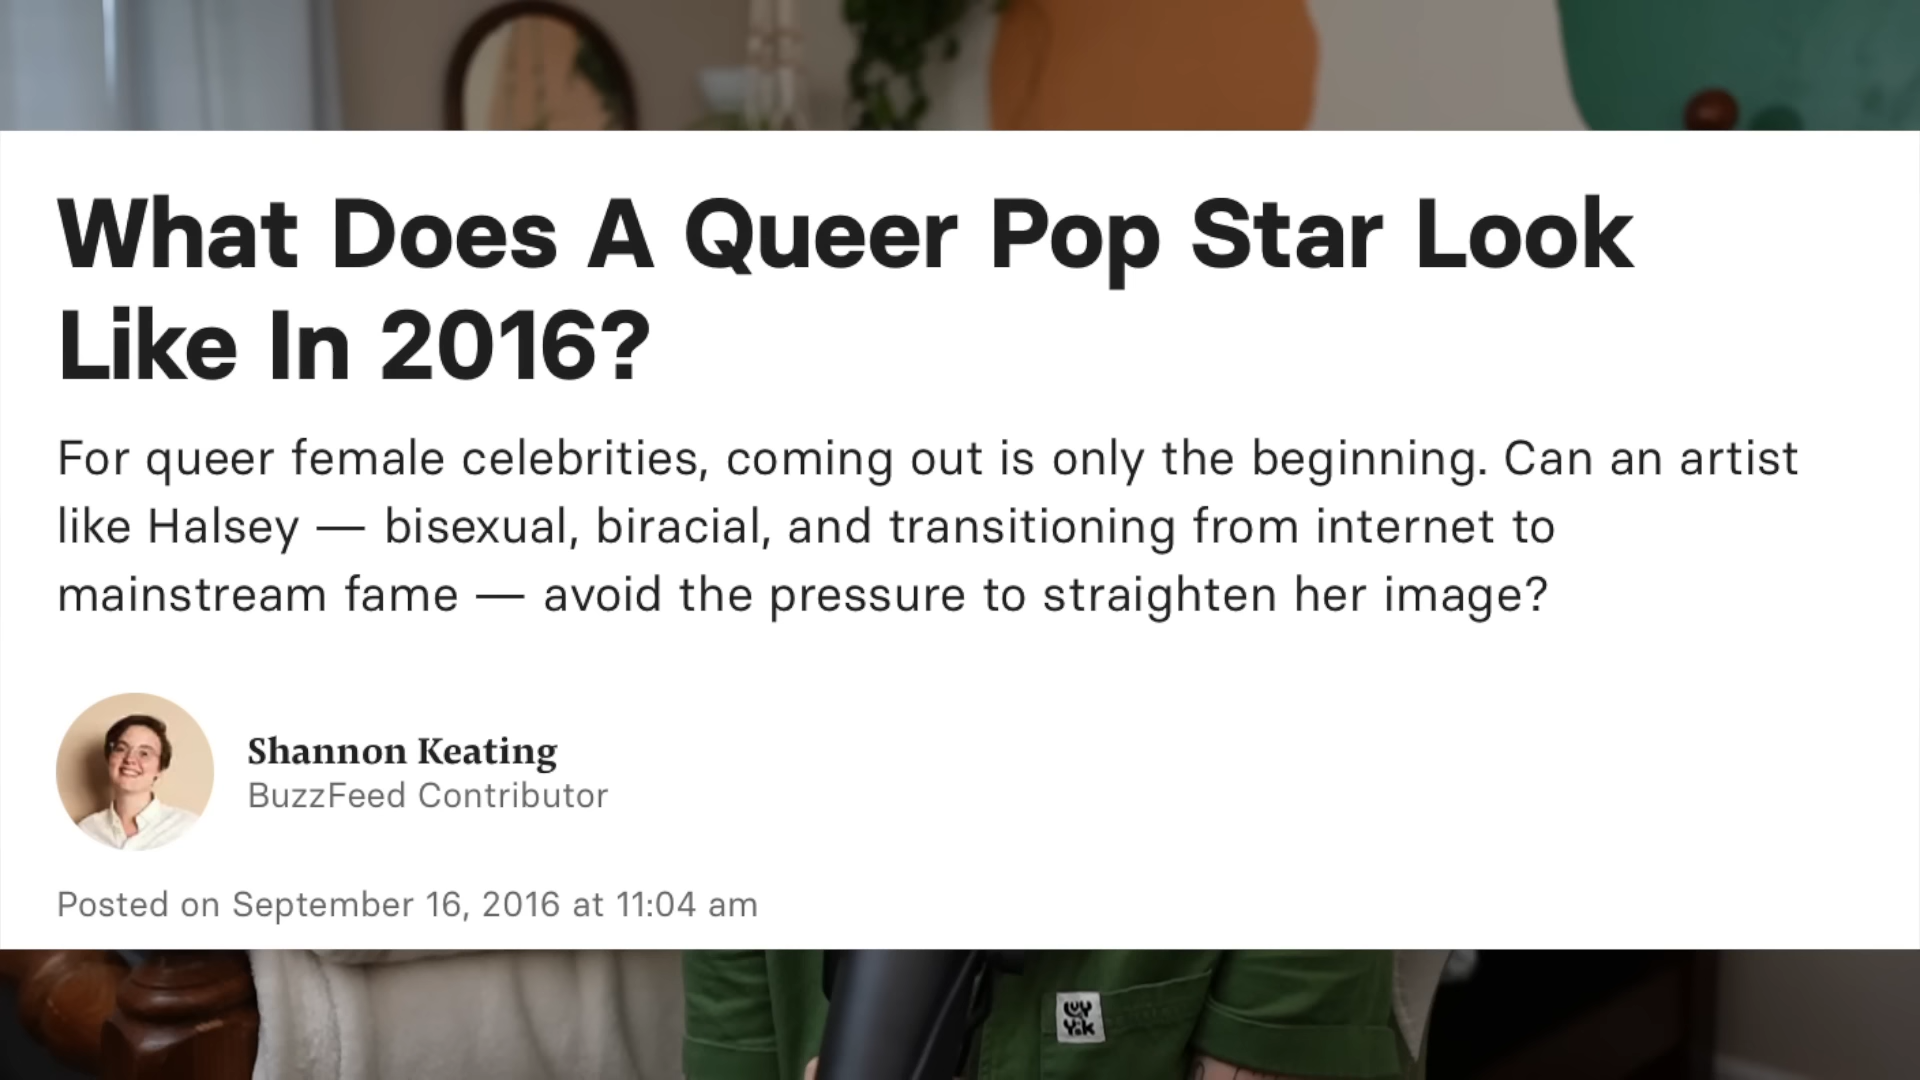 What Does A Queer Pop Star Look
Like In 2016?
For queer female celebrities, coming out is only the beginning. Can an artist
like Halsey — bisexual, biracial, and transitioning from internet to
mainstream fame — avoid the pressure to straighten her image?
Shannon Keating
BuzzFeed Contributor
Posted on September 16, 2016 at 11:04 am
LUCY
& YAK